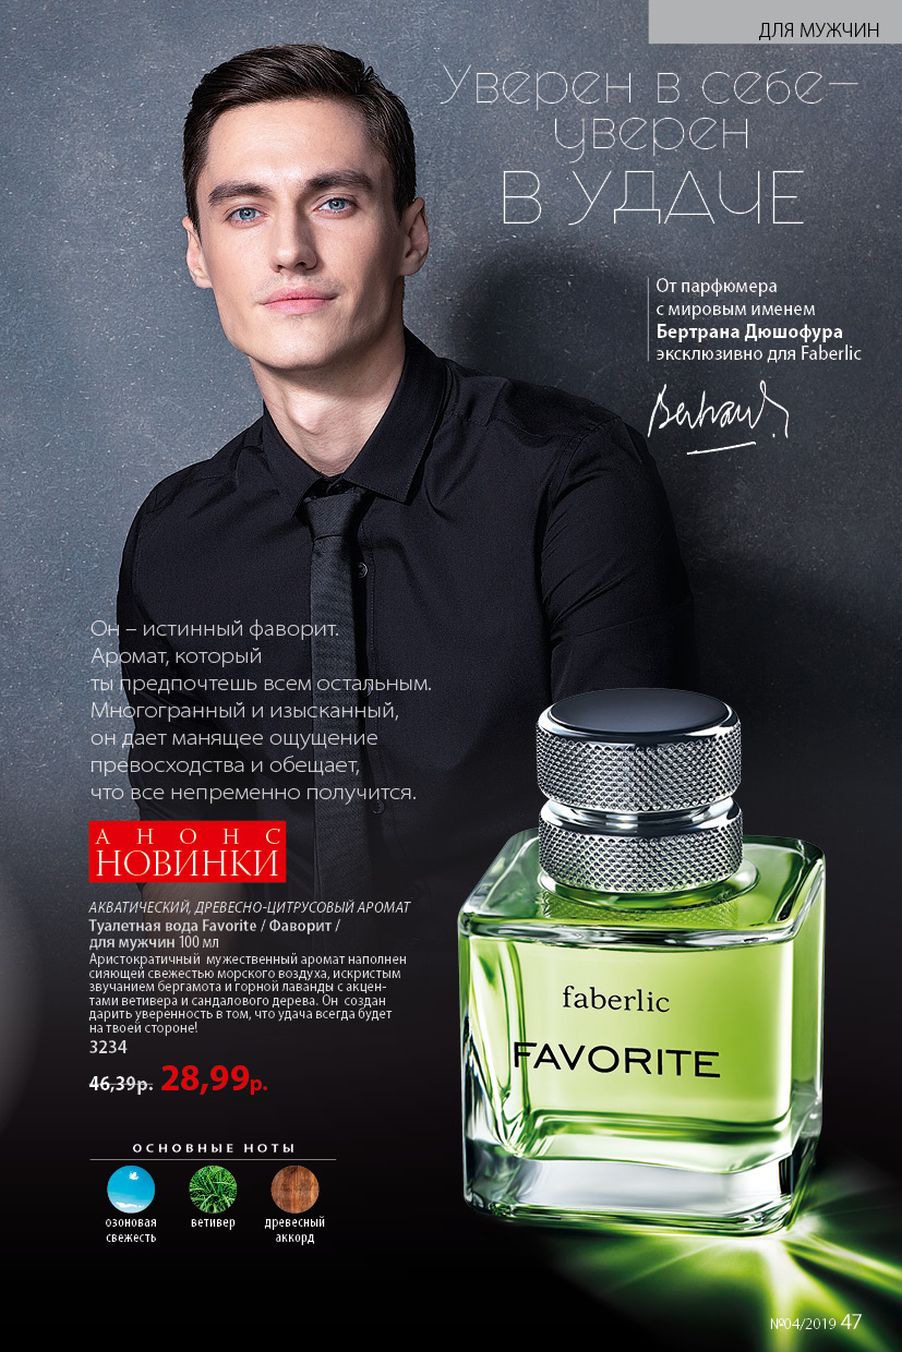 ДЛЯ МУЖЧИН
Уверен в себе–
уверен
В УДАЧЕ
От парфюмера
с мировым именем
Бертрана Дюшофура
эксклюзивно для Faberlic
Bertrand
Он – истинный фаворит.
Аромат, который
ты предпочтешь всем остальным.
Многогранный и изысканный,
он дает манящее ощущение
превосходства и обещает,
что все непременно получится.
АНОНС
НОВИНКИ
АКВАТИЧЕСКИЙ, ДРЕВЕСНО-ЦИТРУСОВЫЙ АРОМАТ
Туалетная вода Favorite / Фаворит /
для мужчин 100 мл
Аристократичный мужественный аромат наполнен
сияющей свежестью морского воздуха, искристым
звучанием бергамота и горной лаванды с акцен-
тами ветивера и сандалового дерева. Он создан
дарить уверенность в том, что удача всегда будет
на твоей стороне!
3234
46,39р. 28,99р.
faberlic
FAVORITE
ОСНОВНЫЕ НОТЫ
озоновая
свежесть
ветивер
древесный
аккорд
№04/2019 47